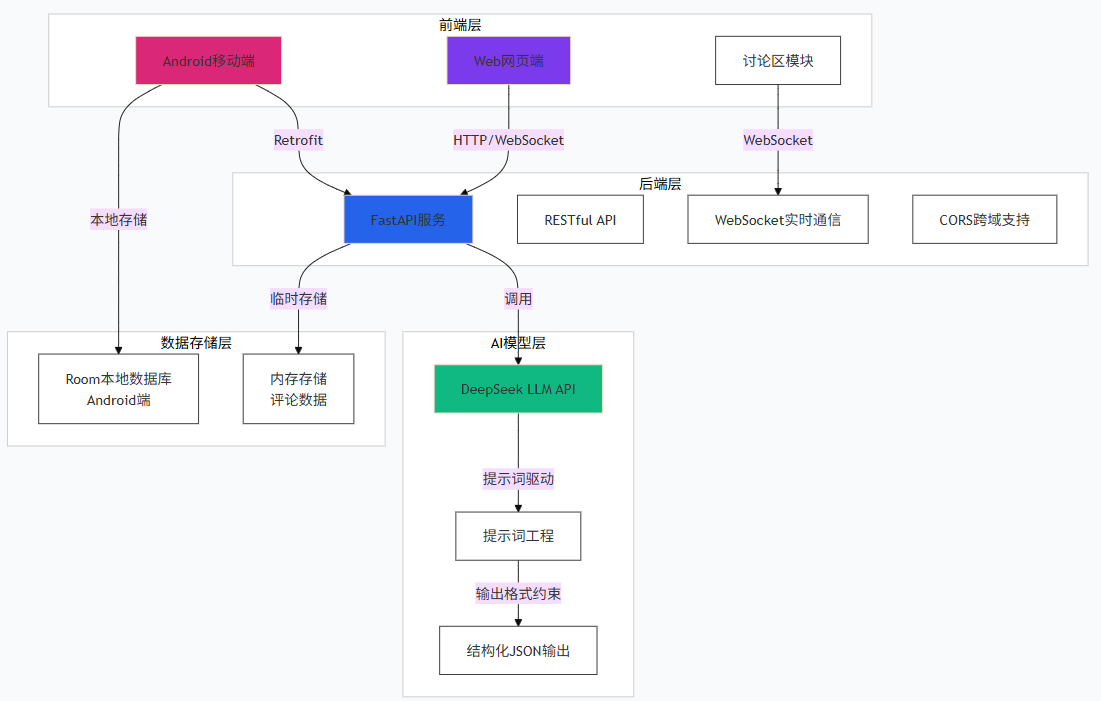 前端层
Android移动端
Web网页端
讨论区模块
Retrofit
HTTP/WebSocket
WebSocket
本地存储
后端层
FastAPI服务
RESTful API
WebSocket实时通信
CORS跨域支持
临时存储
调用
数据存储层
Room本地数据库
Android端
内存存储
评论数据
AI模型层
DeepSeek LLM API
提示词驱动
提示词工程
输出格式约束
结构化JSON输出